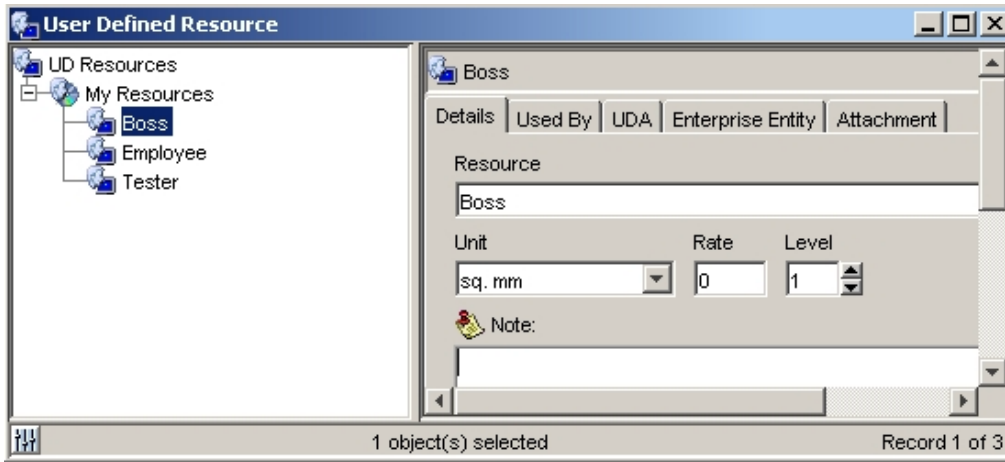 User Defined Resource
UD Resources
My Resources
Boss
Employee
Tester
Boss
Details Used By UDA Enterprise Entity Attachment
Resource
Boss
Unit Rate Level
sq. mm 0 1
Note:
1 object(s) selected Record 1 of 3